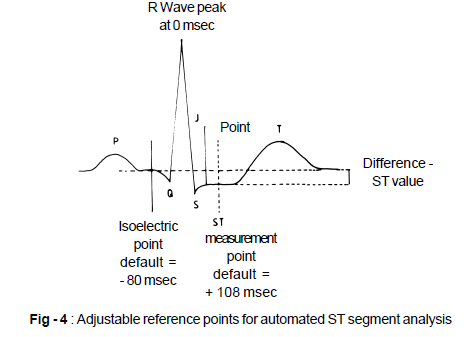 R Wave peak
at 0 msec
J
Point
T
P
Q
S
Difference -
ST value
ST
Isoelectric
point
default =
- 80 msec
measurement
point
default =
+ 108 msec
Fig - 4 : Adjustable reference points for automated ST segment analysis